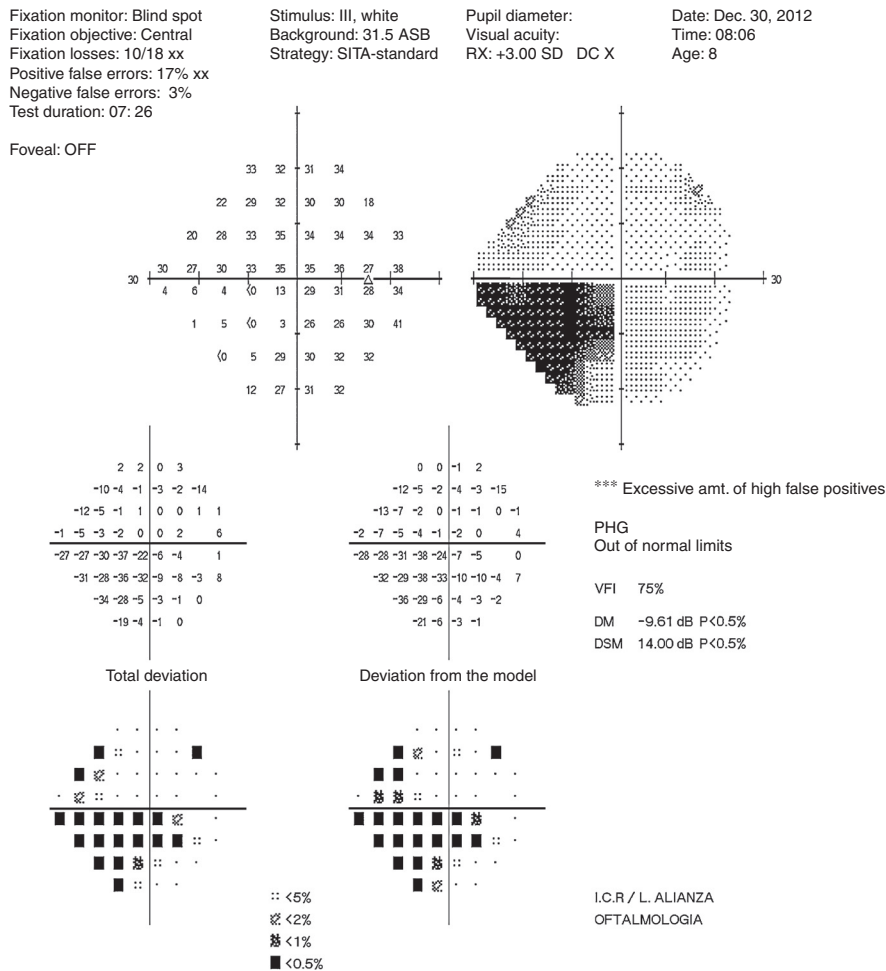 Fixation monitor: Blind spot
Fixation objective: Central
Fixation losses: 10/18 xx
Positive false errors: 17% xx
Negative false errors: 3%
Test duration: 07: 26
Foveal: OFF
Stimulus: III, white
Background: 31.5 ASB
Strategy: SITA-standard
Pupil diameter:
Visual acuity:
RX: +3.00 SD DC X
Date: Dec. 30, 2012
Time: 08:06
Age: 8
33 32 31 34
22 29 32 30 30 18
20 28 33 35 34 34 34 33
30 27 30 33 35 35 36 27 38
30
4 6 4 <0 13 29 31 28 34
1 5 <0 3 26 26 30 41
<0 5 29 30 32 32
12 27 31 32
30
2 2 0 3
-10 -4 -1 -3 -2 -14
-12 -5 -1 1 0 0 1 1
-1 -5 -3 -2 0 0 2 6
-27 -27 -30 -37 -22 -6 -4 1
-31 -28 -36 -32 -9 -8 -3 8
-34 -28 -5 -3 -1 0
-19 -4 -1 0
Total deviation
0 0 -1 2
-12 -5 -2 -4 -3 -15
-13 -7 -2 0 -1 -1 0 -1
-2 -7 -5 -4 -1 -2 0 4
-28 -28 -31 -38 -24 -7 -5 0
-32 -29 -38 -33 -10 -10 -4 7
-36 -29 -6 -4 -3 -2
-21 -6 -3 -1
Deviation from the model
*** Excessive amt. of high false positives
PHG
Out of normal limits
VFI 75%
DM -9.61 dB P<0.5%
DSM 14.00 dB P<0.5%
<5%
<2%
<1%
<0.5%
I.C.R / L. ALIANZA
OFTALMOLOGIA